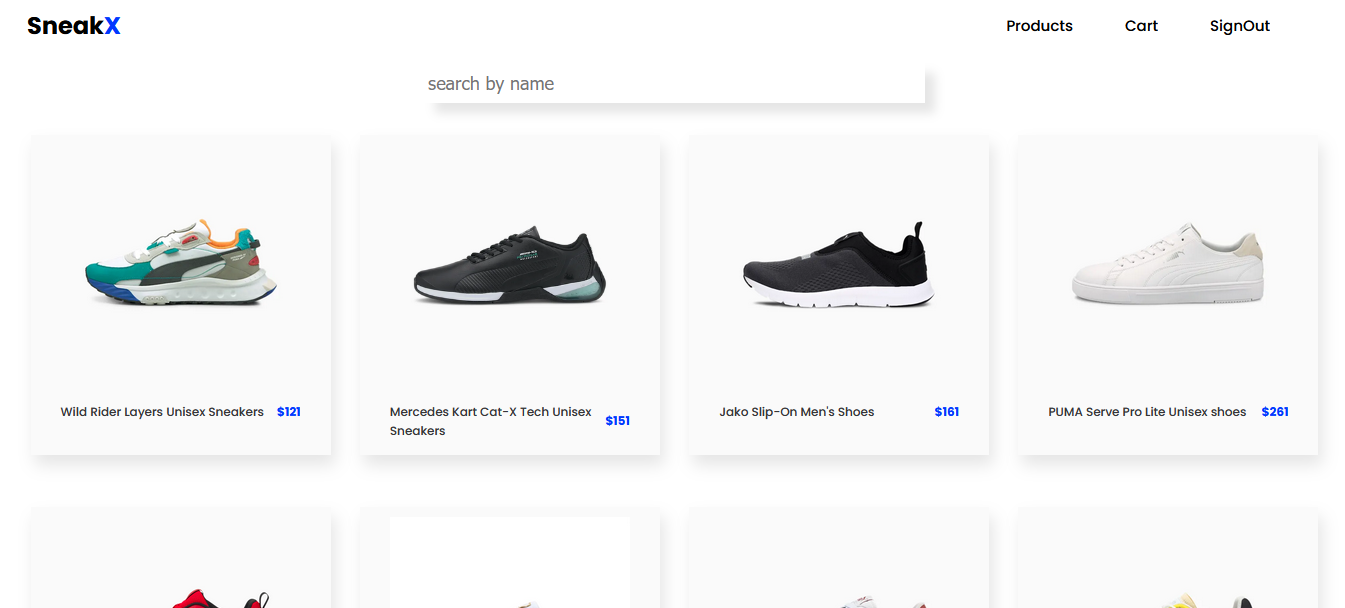 SneakX
Products
Cart
SignOut
search by name
Wild Rider Layers Unisex Sneakers
$121
Mercedes Kart Cat-X Tech Unisex
Sneakers
$151
Jako Slip-On Men's Shoes
$161
PUMA Serve Pro Lite Unisex shoes
$261